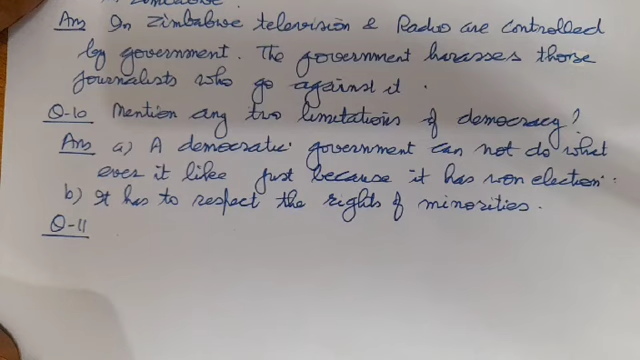 Zimbabwe.
Ans In Zimbabwe television & Radio are controlled
by government. The government harasses those
journalists who go against it.
Q-10 Mention any two limitations of democracy?
Ans a) A democratic government can not do what
ever it like just because it has won election.
b) It has to respect the rights of minorities.
Q-11